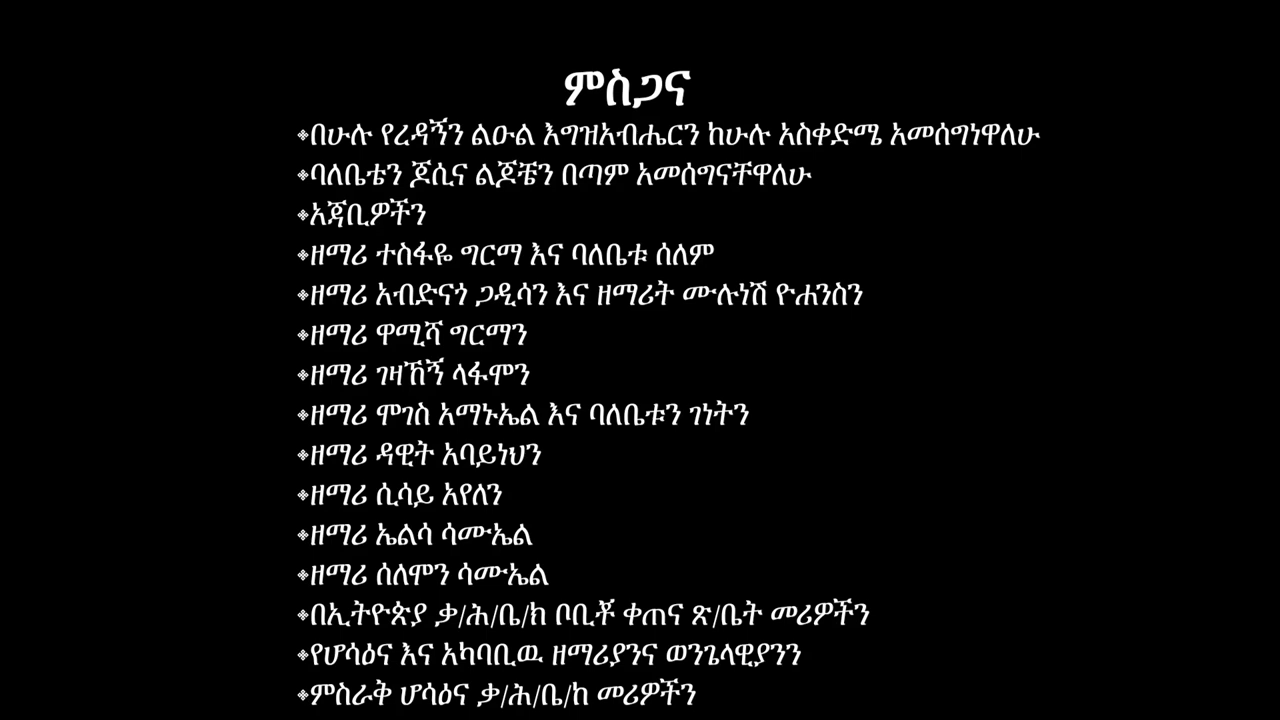 ምስጋና
በሁሉ የረዳኝን ልዑል እግዝአብሔርን ከሁሉ አስቀድሜ አመሰግነዋለሁ
ባለቤቴን ጆሲና ልጆቼን በጣም አመሰግናቸዋለሁ
አጃቢዎችን
ዘማሪ ተስፋዬ ግርማ እና ባለቤቱ ሰለም
ዘማሪ አብድናጎ ጋዲሳን እና ዘማሪት ሙሉነሽ ዮሐንስን
ዘማሪ ዋሚሻ ግርማን
ዘማሪ ገዛኸኝ ላፋሞን
ዘማሪ ሞገስ አማኑኤል እና ባለቤቱን ገነትን
ዘማሪ ዳዊት አባይነህን
ዘማሪ ሲሳይ አየለን
ዘማሪ ኤልሳ ሳሙኤል
ዘማሪ ሰለሞን ሳሙኤል
በኢትዮጵያ ቃ/ሕ/ቤ/ክ ቦቢቾ ቀጠና ጽ/ቤት መሪዎችን
የሆሳዕና እና አካባቢዉ ዘማሪያንና ወንጌላዊያንን
ምስራቅ ሆሳዕና ቃ/ሕ/ቤ/ከ መሪዎችን